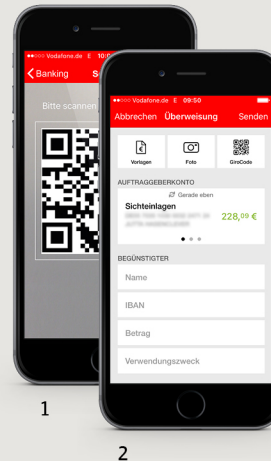 Vodafone.de E 10:0
Banking S
Bitte scannen
1
Vodafone.de E 09:50
Abbrechen Überweisung Senden
Vorlagen Foto GiroCode
AUFTRAGGEBERKONTO
Gerade eben
Sichteinlagen
228,09 €
BEGÜNSTIGTER
Name
IBAN
Betrag
Verwendungszweck
2